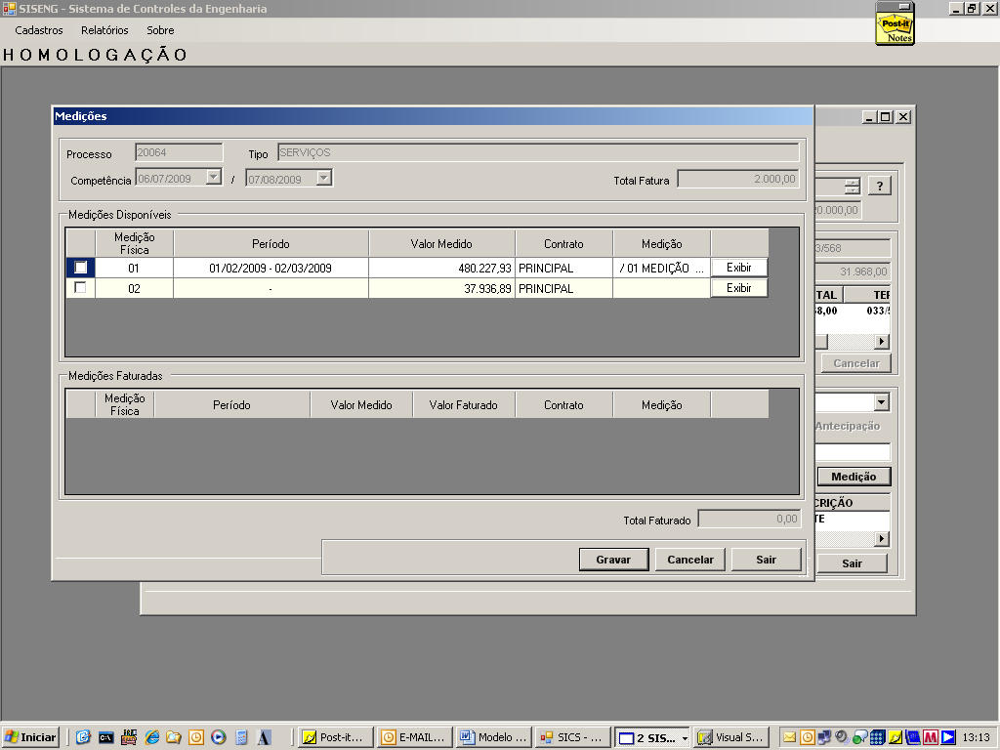 SISENG - Sistema de Controles da Engenharia
Cadastros Relatórios Sobre
Post-it Notes
HOMOLOGAÇÃO
Medições
Processo 20064 Tipo SERVIÇOS
Competência 06/07/2009 / 07/08/2009 Total Fatura 2.000,00
?
0.000,00
Medições Disponíveis
Medição Física Período Valor Medido Contrato Medição
01 01/02/2009 - 02/03/2009 480.227,93 PRINCIPAL / 01 MEDIÇÃO ... Exibir
02 - 37.936,89 PRINCIPAL Exibir
3/568
31.968,00
TAL TEF
8,00 033/5
Cancelar
Medições Faturadas
Medição Física Período Valor Medido Valor Faturado Contrato Medição
Antecipação
Medição
CRIÇÃO
TE
Total Faturado 0,00
Gravar Cancelar Sair
Sair
Iniciar Post-it... E-MAIL... Modelo ... SICS - ... 2 SIS... Visual S... 13:13